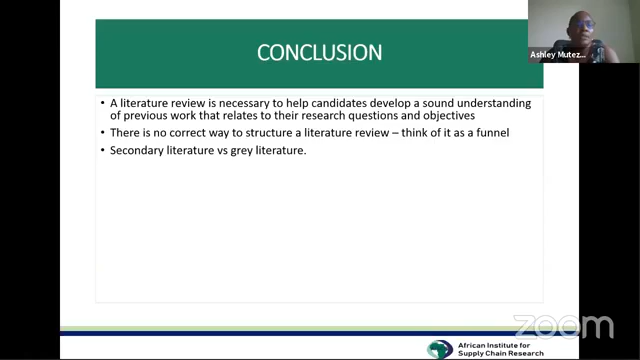 CONCLUSION
Ashley Mutez...
• A literature review is necessary to help candidates develop a sound understanding
of previous work that relates to their research questions and objectives
• There is no correct way to structure a literature review – think of it as a funnel
• Secondary literature vs grey literature.
zoom
African Institute for
Supply Chain Research